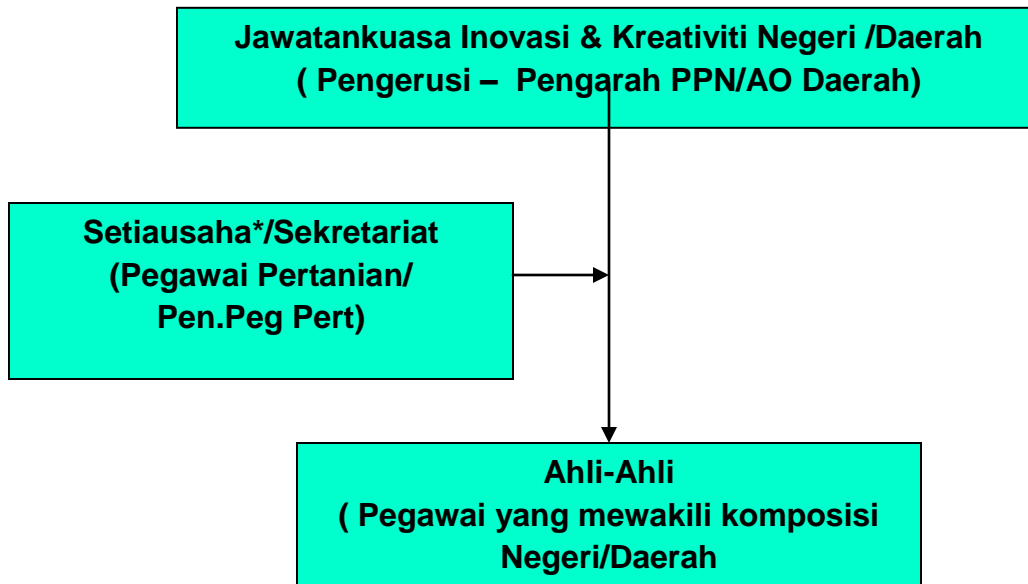 Jawatankuasa Inovasi & Kreativiti Negeri /Daerah
( Pengerusi – Pengarah PPN/AO Daerah)
Setiausaha*/Sekretariat
(Pegawai Pertanian/
Pen.Peg Pert)
Ahli-Ahli
( Pegawai yang mewakili komposisi
Negeri/Daerah